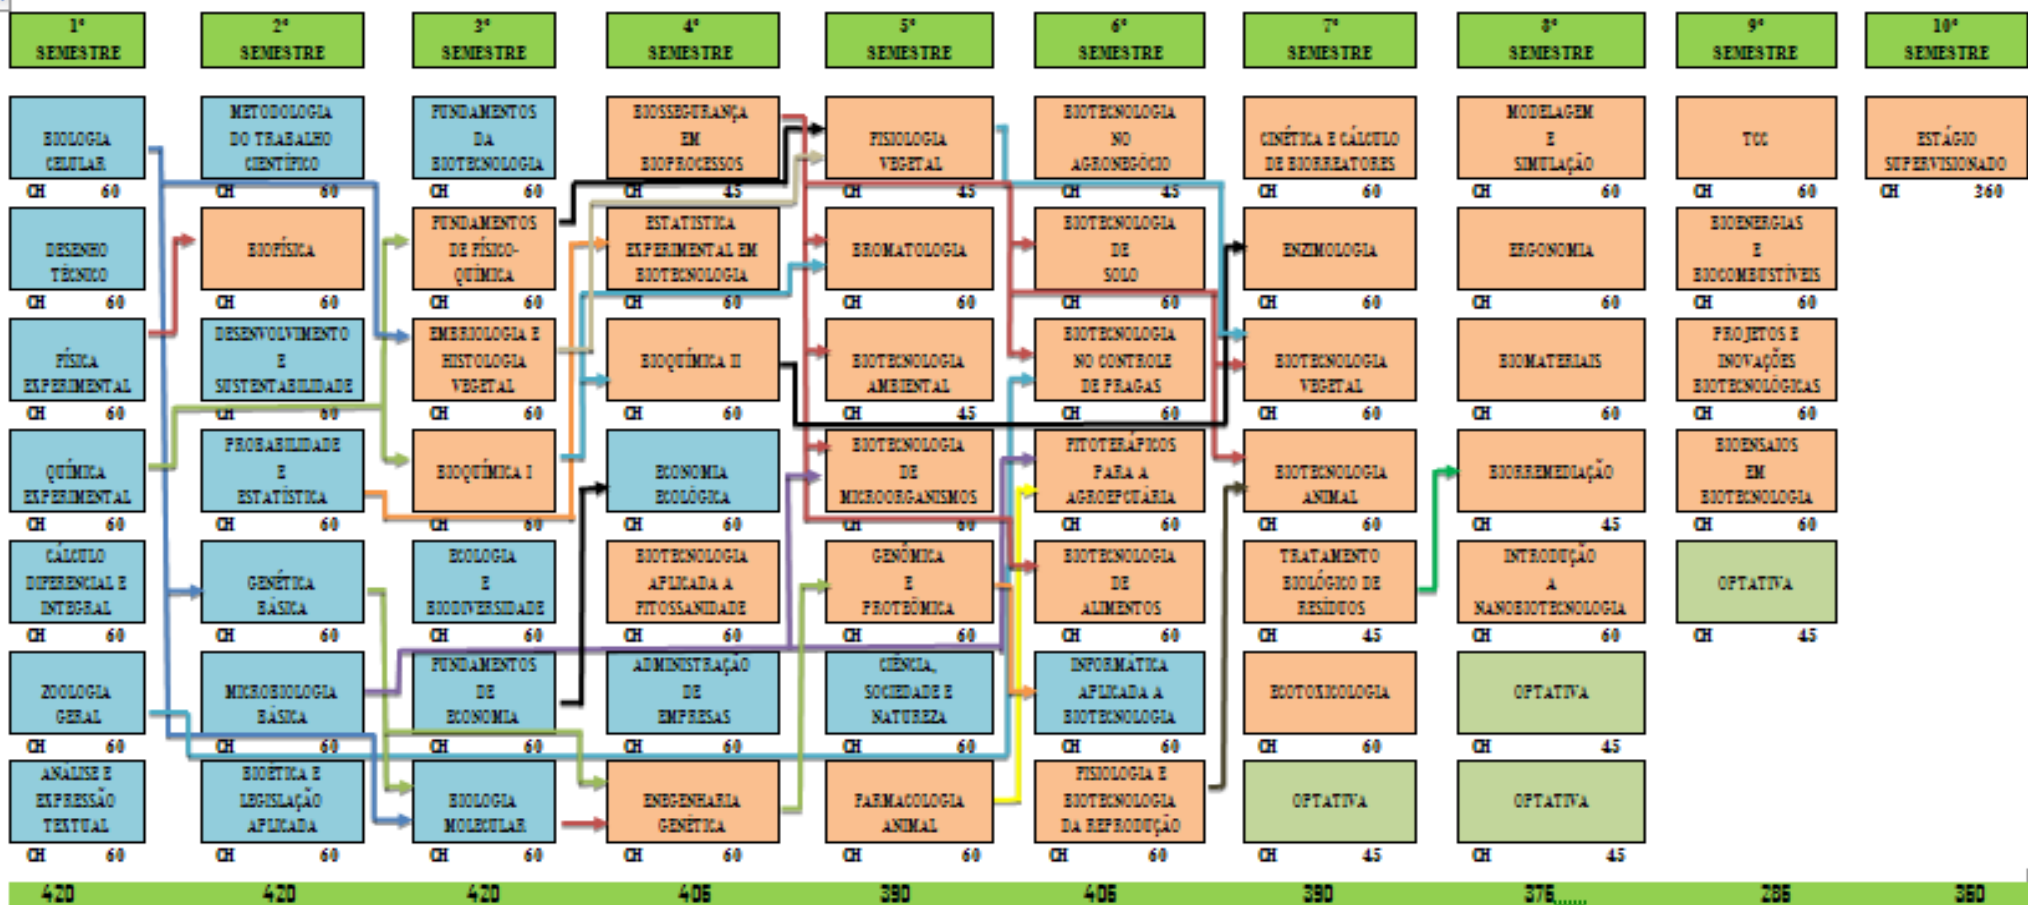 1º
SEMESTRE
BIOLOGIA
CELULAR
CH 60
DESENHO
TÉCNICO
CH 60
FÍSICA
EXPERIMENTAL
CH 60
QUÍMICA
EXPERIMENTAL
CH 60
CÁLCULO
DIFERENCIAL E
INTEGRAL
CH 60
ZOOLOGIA
GERAL
CH 60
ANÁLISE E
EXPRESSÃO
TEXTUAL
CH 60
420
2º
SEMESTRE
METODOLOGIA
DO TRABALHO
CIENTÍFICO
CH 60
BIOFÍSICA
CH 60
DESENVOLVIMENTO
E
SUSTENTABILIDADE
CH 60
PROBABILIDADE
E
ESTATÍSTICA
CH 60
GENÉTICA
BÁSICA
CH 60
MICROBIOLOGIA
BÁSICA
CH 60
BIOÉTICA E
LEGISLAÇÃO
APLICADA
CH 60
420
3º
SEMESTRE
FUNDAMENTOS
DA
BIOTECNOLOGIA
CH 60
FUNDAMENTOS
DE FÍSICO-
QUÍMICA
CH 60
EMBRIOLOGIA E
HISTOLOGIA
VEGETAL
CH 60
BIOQUÍMICA I
CH 60
ECOLOGIA
E
BIODIVERSIDADE
CH 60
FUNDAMENTOS
DE
ECONOMIA
CH 60
BIOLOGIA
MOLECULAR
CH 60
420
4º
SEMESTRE
BIOSSEGURANÇA
EM
BIOPROCESSOS
CH 45
ESTATISTICA
EXPERIMENTAL EM
BIOTECNOLOGIA
CH 60
BIOQUÍMICA II
CH 60
ECONOMIA
ECOLÓGICA
CH 60
BIOTECNOLOGIA
APLICADA A
FITOSSANIDADE
CH 60
ADMINISTRAÇÃO
DE
EMPRESAS
CH 60
ENEGENHARIA
GENÉTICA
CH 60
405
5º
SEMESTRE
FISIOLOGIA
VEGETAL
CH 45
BROMATOLOGIA
CH 60
BIOTECNOLOGIA
AMBIENTAL
CH 45
BIOTECNOLOGIA
DE
MICROORGANISMOS
CH 60
GENÔMICA
E
PROTEÔMICA
CH 60
CIÊNCIA,
SOCIEDADE E
NATUREZA
CH 60
FARMACOLOGIA
ANIMAL
CH 60
390
6º
SEMESTRE
BIOTECNOLOGIA
NO
AGRONEGÓCIO
CH 45
BIOTECNOLOGIA
DE
SOLO
CH 60
BIOTECNOLOGIA
NO CONTROLE
DE PRAGAS
CH 60
FITOTERÁPICOS
PARA A
AGROEPCUÁRIA
CH 60
BIOTECNOLOGIA
DE
ALIMENTOS
CH 60
INFORMÁTICA
APLICADA A
BIOTECNOLOGIA
CH 60
FISIOLOGIA E
BIOTECNOLOGIA
DA REPRODUÇÃO
CH 60
405
7º
SEMESTRE
CINÉTICA E CÁLCULO
DE BIORREATORES
CH 60
ENZIMOLOGIA
CH 60
BIOTECNOLOGIA
VEGETAL
CH 60
BIOTECNOLOGIA
ANIMAL
CH 60
TRATAMENTO
BIOLÓGICO DE
RESÍDUOS
CH 45
ECOTOXICOLOGIA
CH 60
OPTATIVA
CH 45
390
8º
SEMESTRE
MODELAGEM
E
SIMULAÇÃO
CH 60
ERGONOMIA
CH 60
BIOMATERIAIS
CH 60
BIORREMEDIAÇÃO
CH 45
INTRODUÇÃO
A
NANOBIOTECNOLOGIA
CH 60
OPTATIVA
CH 45
OPTATIVA
CH 45
375
9º
SEMESTRE
TCC
CH 60
BIOENERGIAS
E
BIOCOMBUSTÍVEIS
CH 60
PROJETOS E
INOVAÇÕES
BIOTECNOLÓGICAS
CH 60
BIOENSAIOS
EM
BIOTECNOLOGIA
CH 60
OPTATIVA
CH 45
285
10º
SEMESTRE
ESTÁGIO
SUPERVISIONADO
CH 360
360